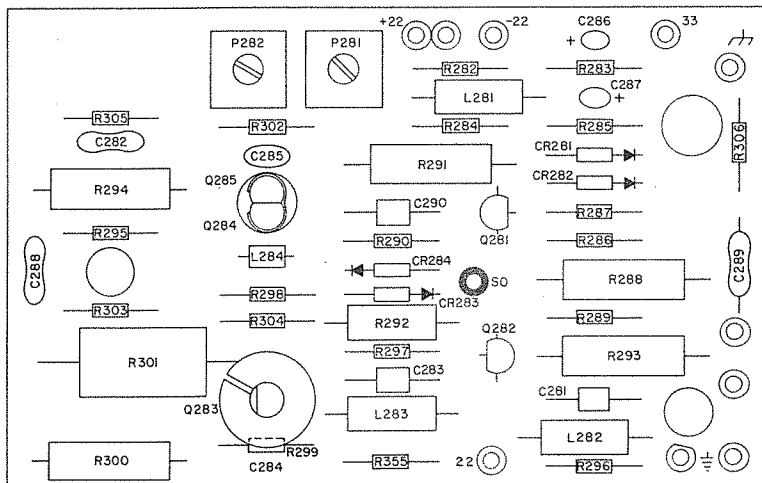 +22 -22 C286 + 33
P282 P281
R282 R283
L281 C287 +
R305 R302 R284 R285 R306
C282 C285 CR281
R294 Q285 R291 CR282
Q284 C290 Q281 R287
R295 R290 R286
C288 L284 CR284 SO R288 C289
R298 CR283
R303 R304 R292 Q282 R289
R301 R297 R293
Q283 C283 C281
L283 L282
R300 C284 R299 R355 22 R296